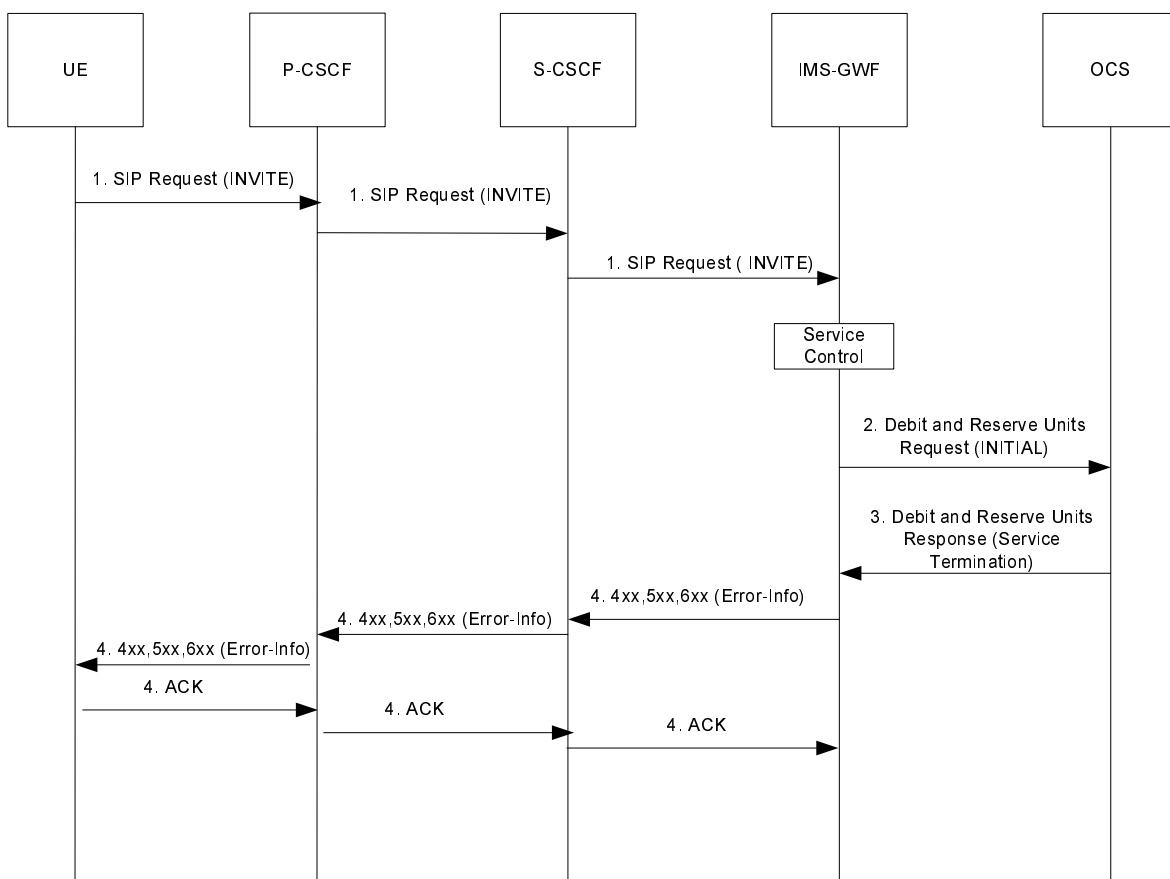 UE
P-CSCF
S-CSCF
IMS-GWF
OCS
1. SIP Request (INVITE)
1. SIP Request (INVITE)
1. SIP Request ( INVITE)
Service
Control
2. Debit and Reserve Units
Request (INITIAL)
3. Debit and Reserve Units
Response (Service
Termination)
4. 4xx,5xx,6xx (Error-Info)
4. 4xx,5xx,6xx (Error-Info)
4. 4xx,5xx,6xx (Error-Info)
4. ACK
4. ACK
4. ACK